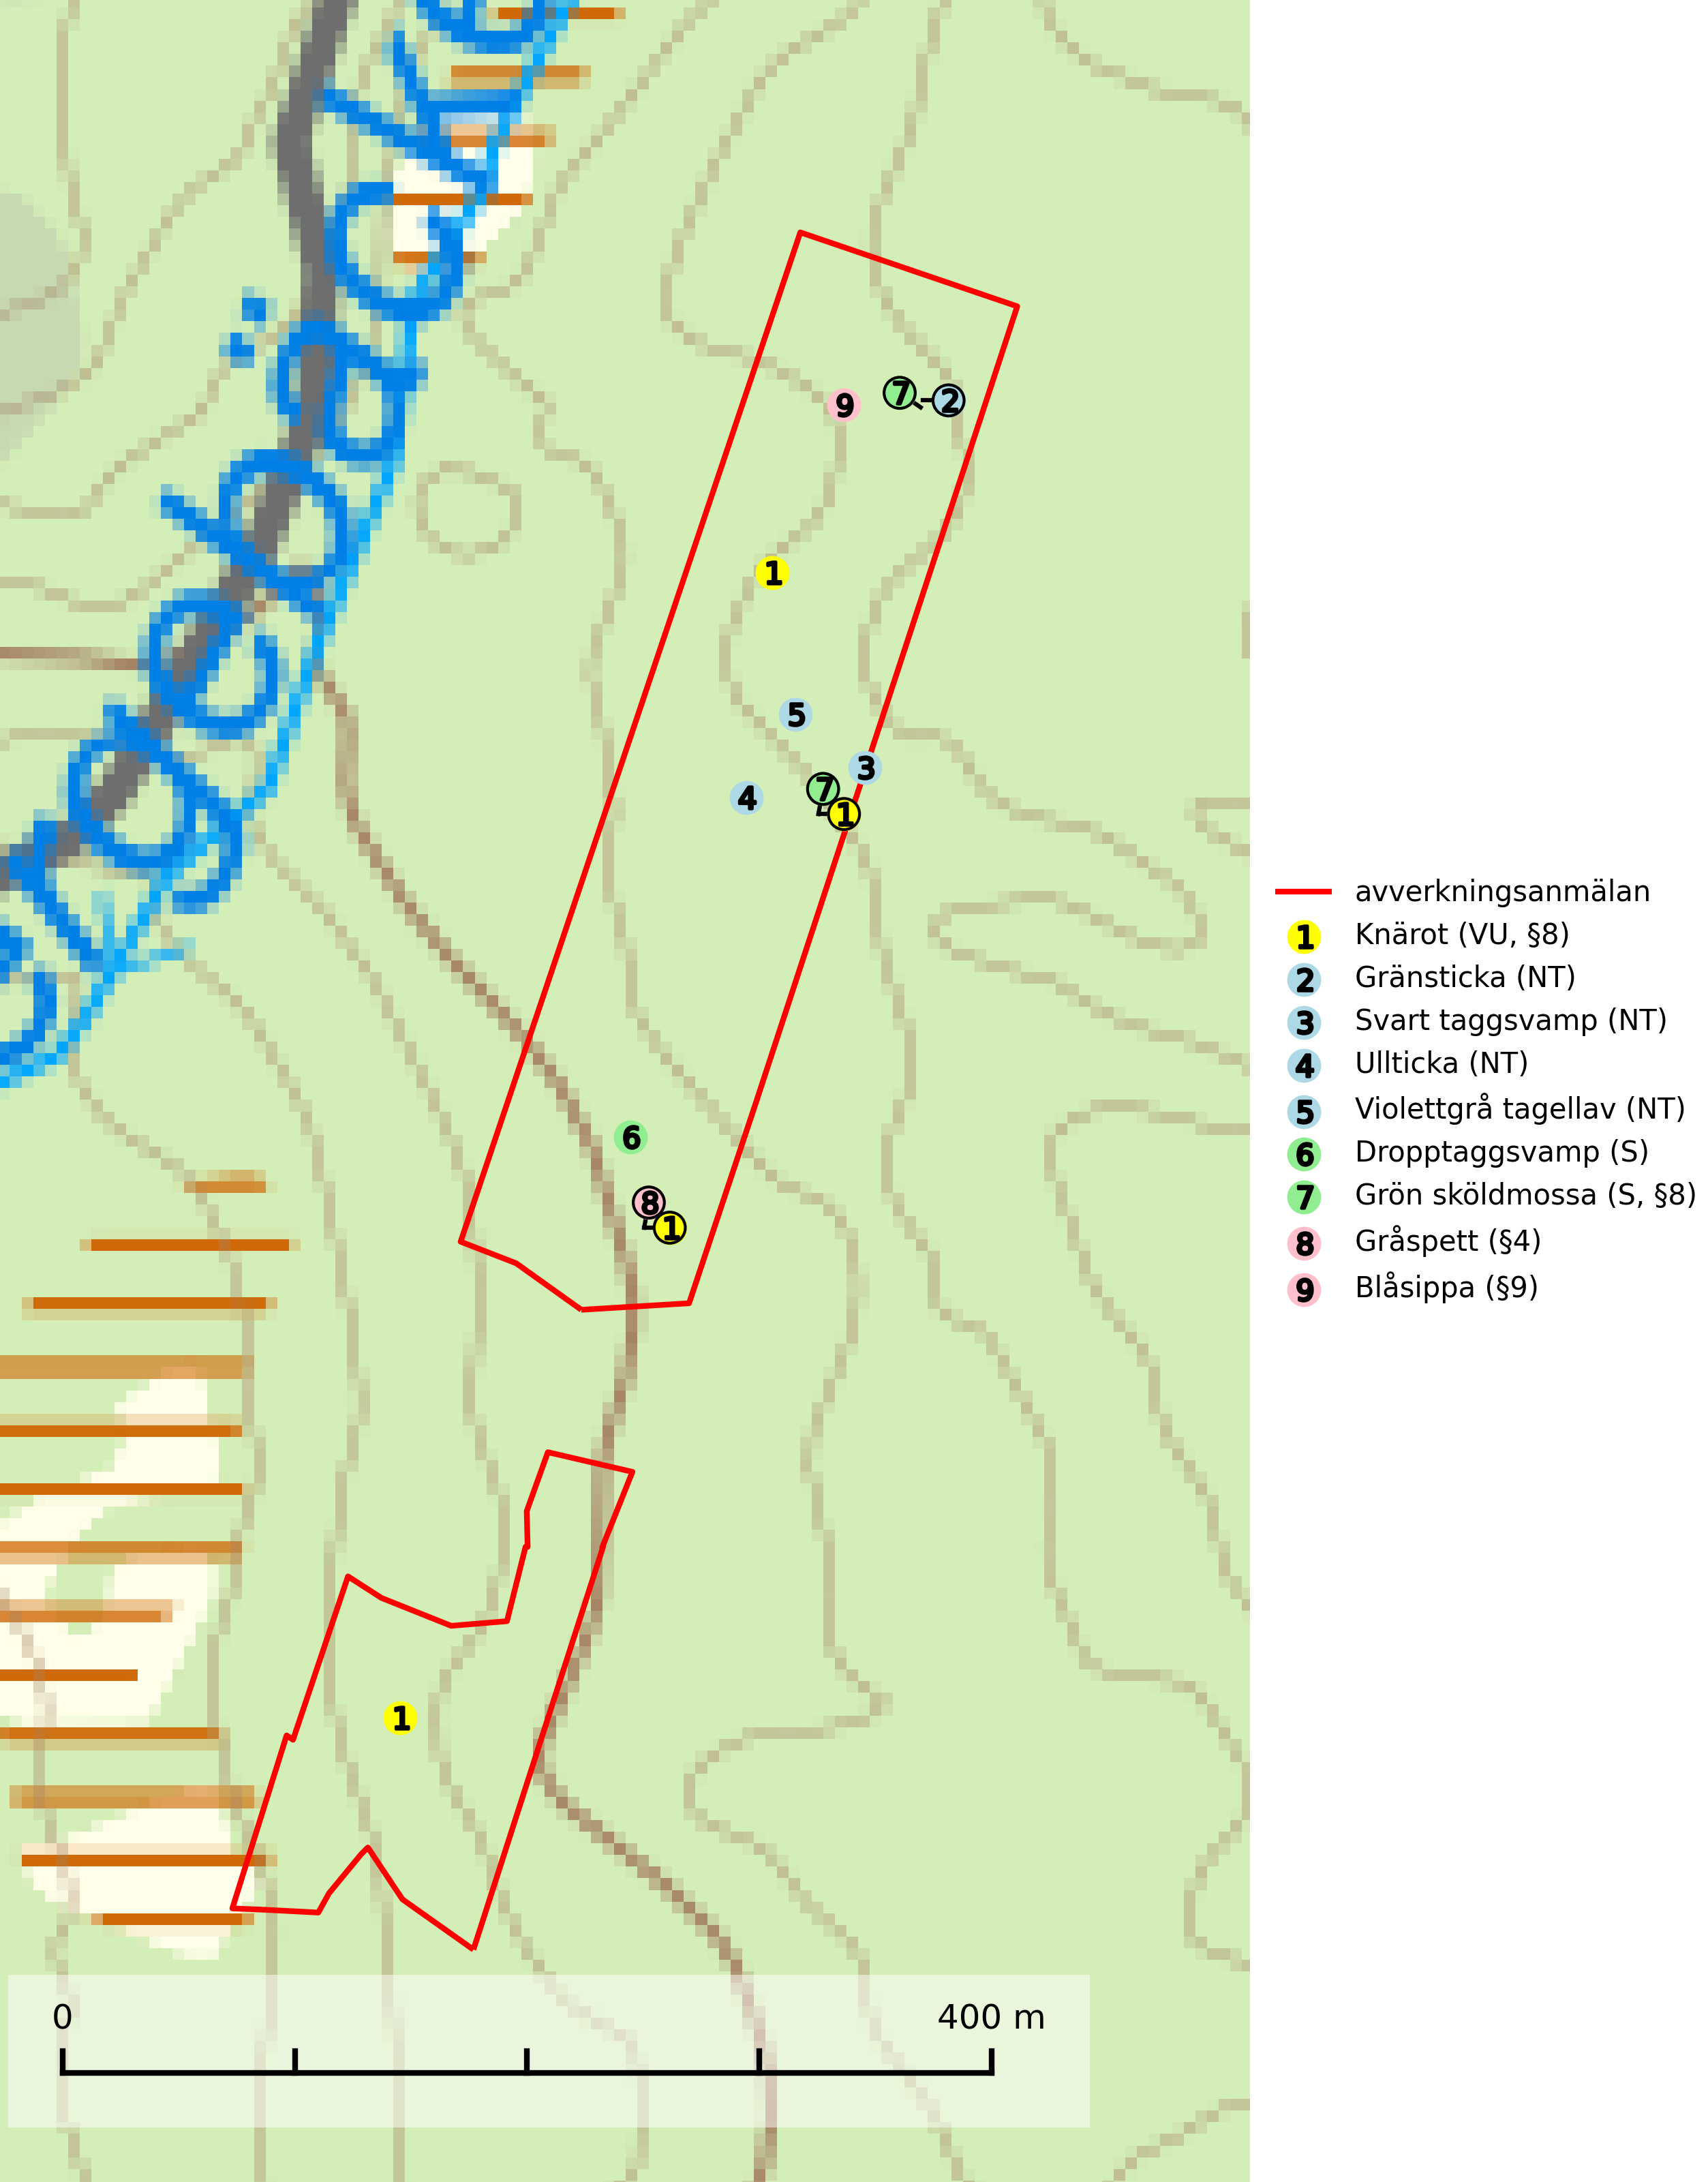 9
7
2
1
5
3
7
4
1
6
8
1
1
avverkningsanmälan
1 Knärot (VU, §8)
2 Gränsticka (NT)
3 Svart taggsvamp (NT)
4 Ullticka (NT)
5 Violettgrå tagellav (NT)
6 Dropptaggsvamp (S)
7 Grön sköldmossa (S, §8)
8 Gråspett (§4)
9 Blåsippa (§9)
0 400 m